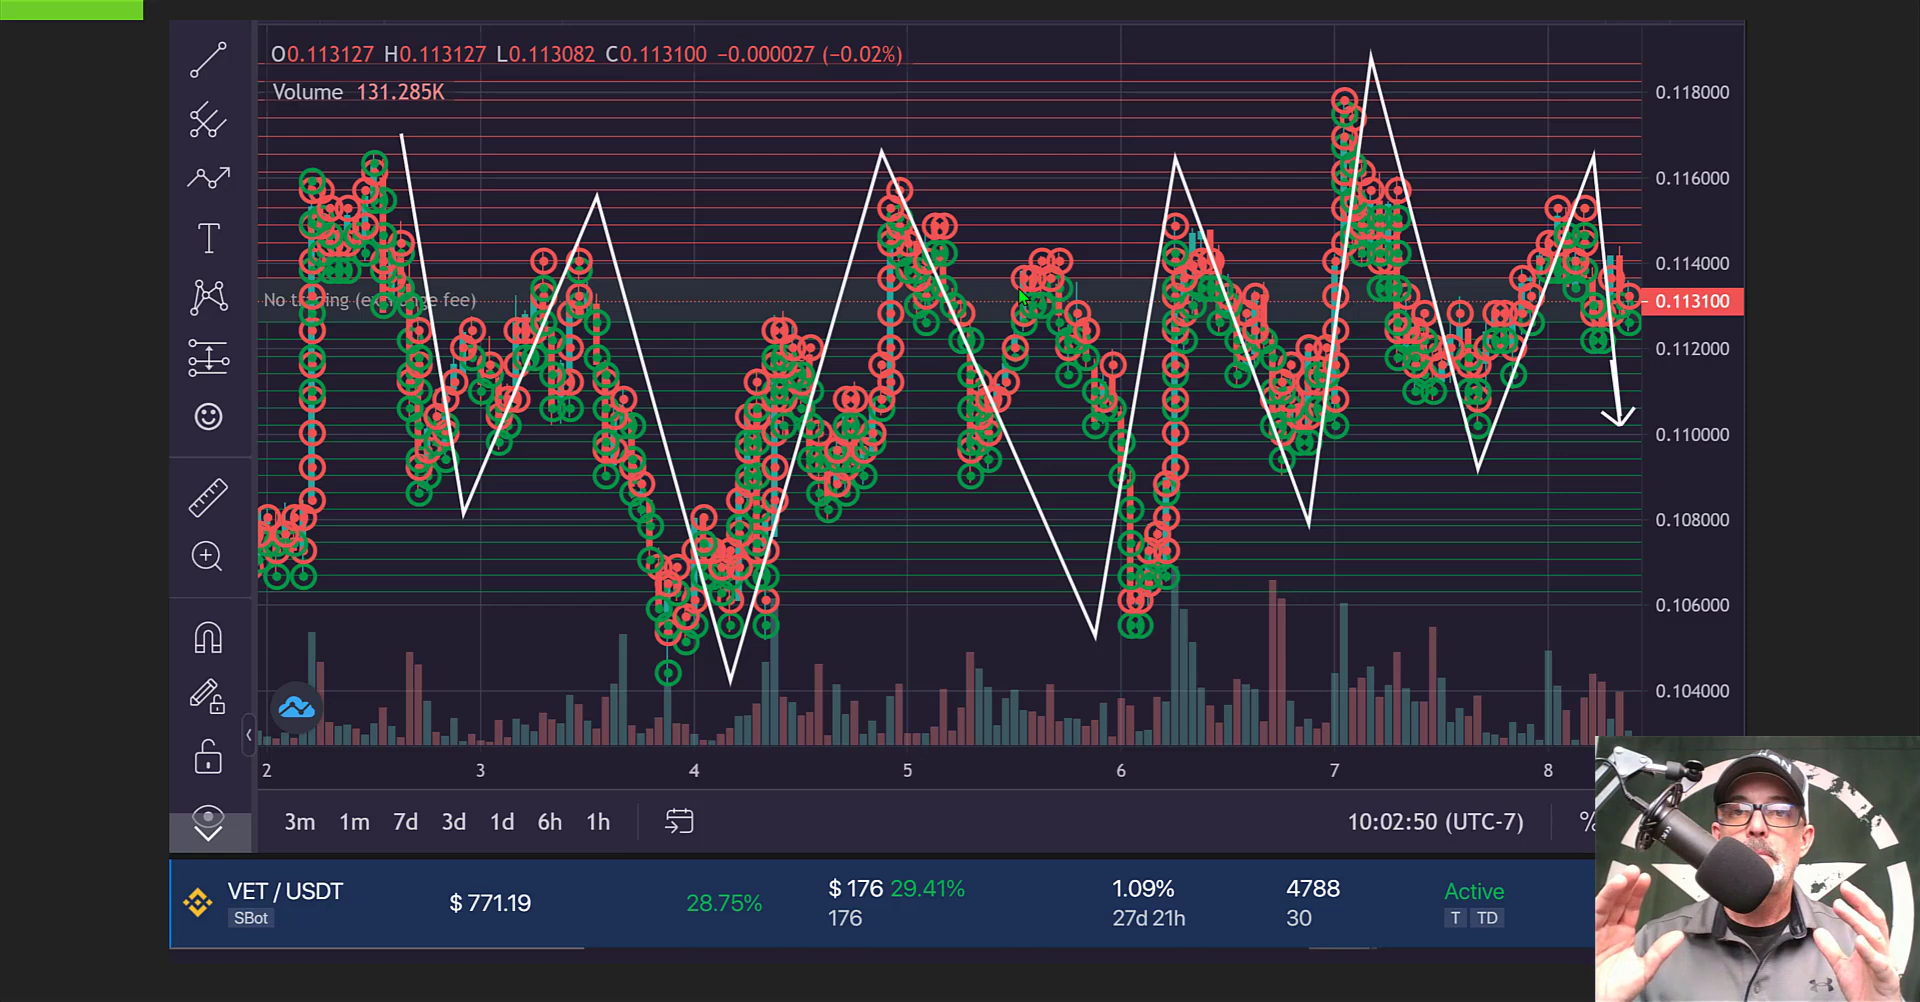 O0.113127 H0.113127 L0.113082 C0.113100 −0.000027 (−0.02%)
Volume 131.285K
No trading (exchange fee)
0.118000
0.116000
0.114000
0.113100
0.112000
0.110000
0.108000
0.106000
0.104000
2 3 4 5 6 7 8
3m 1m 7d 3d 1d 6h 1h
10:02:50 (UTC-7)
%
VET / USDT
SBot
$ 771.19
28.75%
$ 176 29.41%
176
1.09%
27d 21h
4788
30
Active
T TD